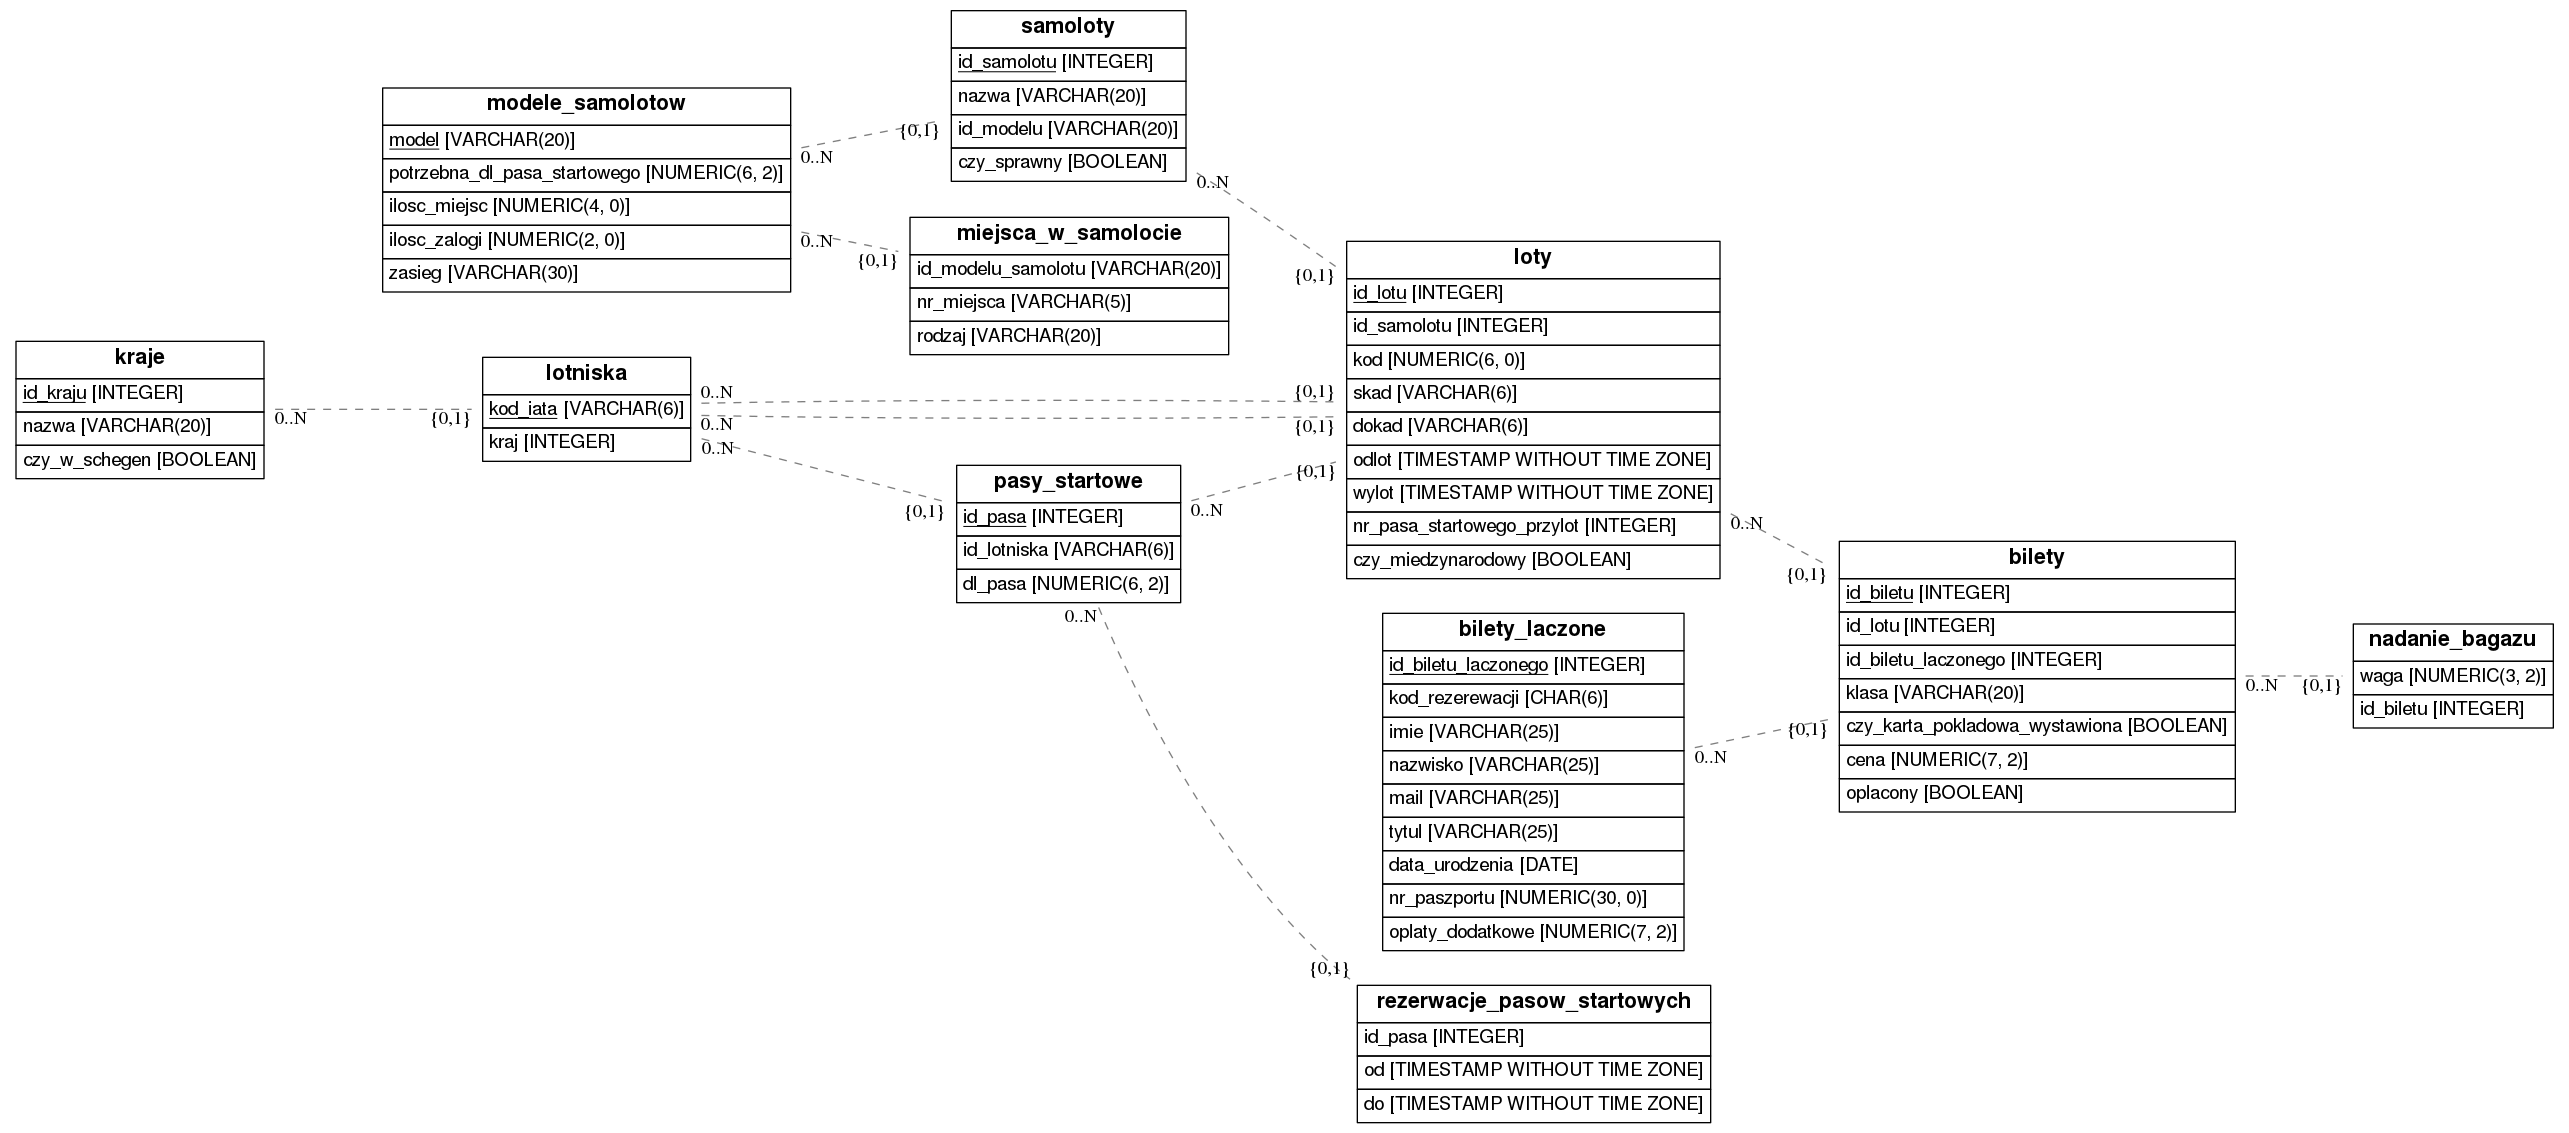 samoloty
id_samolotu [INTEGER]
nazwa [VARCHAR(20)]
id_modelu [VARCHAR(20)]
czy_sprawny [BOOLEAN]
modele_samolotow
model [VARCHAR(20)]
potrzebna_dl_pasa_startowego [NUMERIC(6, 2)]
ilosc_miejsc [NUMERIC(4, 0)]
ilosc_zalogi [NUMERIC(2, 0)]
zasieg [VARCHAR(30)]
0..N
{0,1}
0..N
{0,1}
miejsca_w_samolocie
id_modelu_samolotu [VARCHAR(20)]
nr_miejsca [VARCHAR(5)]
rodzaj [VARCHAR(20)]
0..N
{0,1}
loty
id_lotu [INTEGER]
id_samolotu [INTEGER]
kod [NUMERIC(6, 0)]
skad [VARCHAR(6)]
dokad [VARCHAR(6)]
odlot [TIMESTAMP WITHOUT TIME ZONE]
wylot [TIMESTAMP WITHOUT TIME ZONE]
nr_pasa_startowego_przylot [INTEGER]
czy_miedzynarodowy [BOOLEAN]
kraje
id_kraju [INTEGER]
nazwa [VARCHAR(20)]
czy_w_schegen [BOOLEAN]
0..N
{0,1}
lotniska
kod_iata [VARCHAR(6)]
kraj [INTEGER]
0..N
{0,1}
0..N
{0,1}
0..N
{0,1}
pasy_startowe
id_pasa [INTEGER]
id_lotniska [VARCHAR(6)]
dl_pasa [NUMERIC(6, 2)]
0..N
{0,1}
0..N
{0,1}
0..N
{0,1}
bilety
id_biletu [INTEGER]
id_lotu [INTEGER]
id_biletu_laczonego [INTEGER]
klasa [VARCHAR(20)]
czy_karta_pokladowa_wystawiona [BOOLEAN]
cena [NUMERIC(7, 2)]
oplacony [BOOLEAN]
bilety_laczone
id_biletu_laczonego [INTEGER]
kod_rezerewacji [CHAR(6)]
imie [VARCHAR(25)]
nazwisko [VARCHAR(25)]
mail [VARCHAR(25)]
tytul [VARCHAR(25)]
data_urodzenia [DATE]
nr_paszportu [NUMERIC(30, 0)]
oplaty_dodatkowe [NUMERIC(7, 2)]
0..N
{0,1}
0..N
{0,1}
nadanie_bagazu
waga [NUMERIC(3, 2)]
id_biletu [INTEGER]
rezerwacje_pasow_startowych
id_pasa [INTEGER]
od [TIMESTAMP WITHOUT TIME ZONE]
do [TIMESTAMP WITHOUT TIME ZONE]